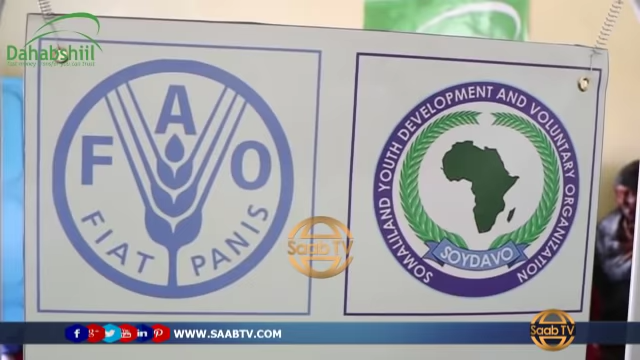 Dahabshiil
F A O
FIAT PANIS
SOMALILAND YOUTH DEVELOPMENT AND VOLUNTARY ORGANIZATION
SOYDAVO
Saab TV
WWW.SAABTV.COM
Saab TV